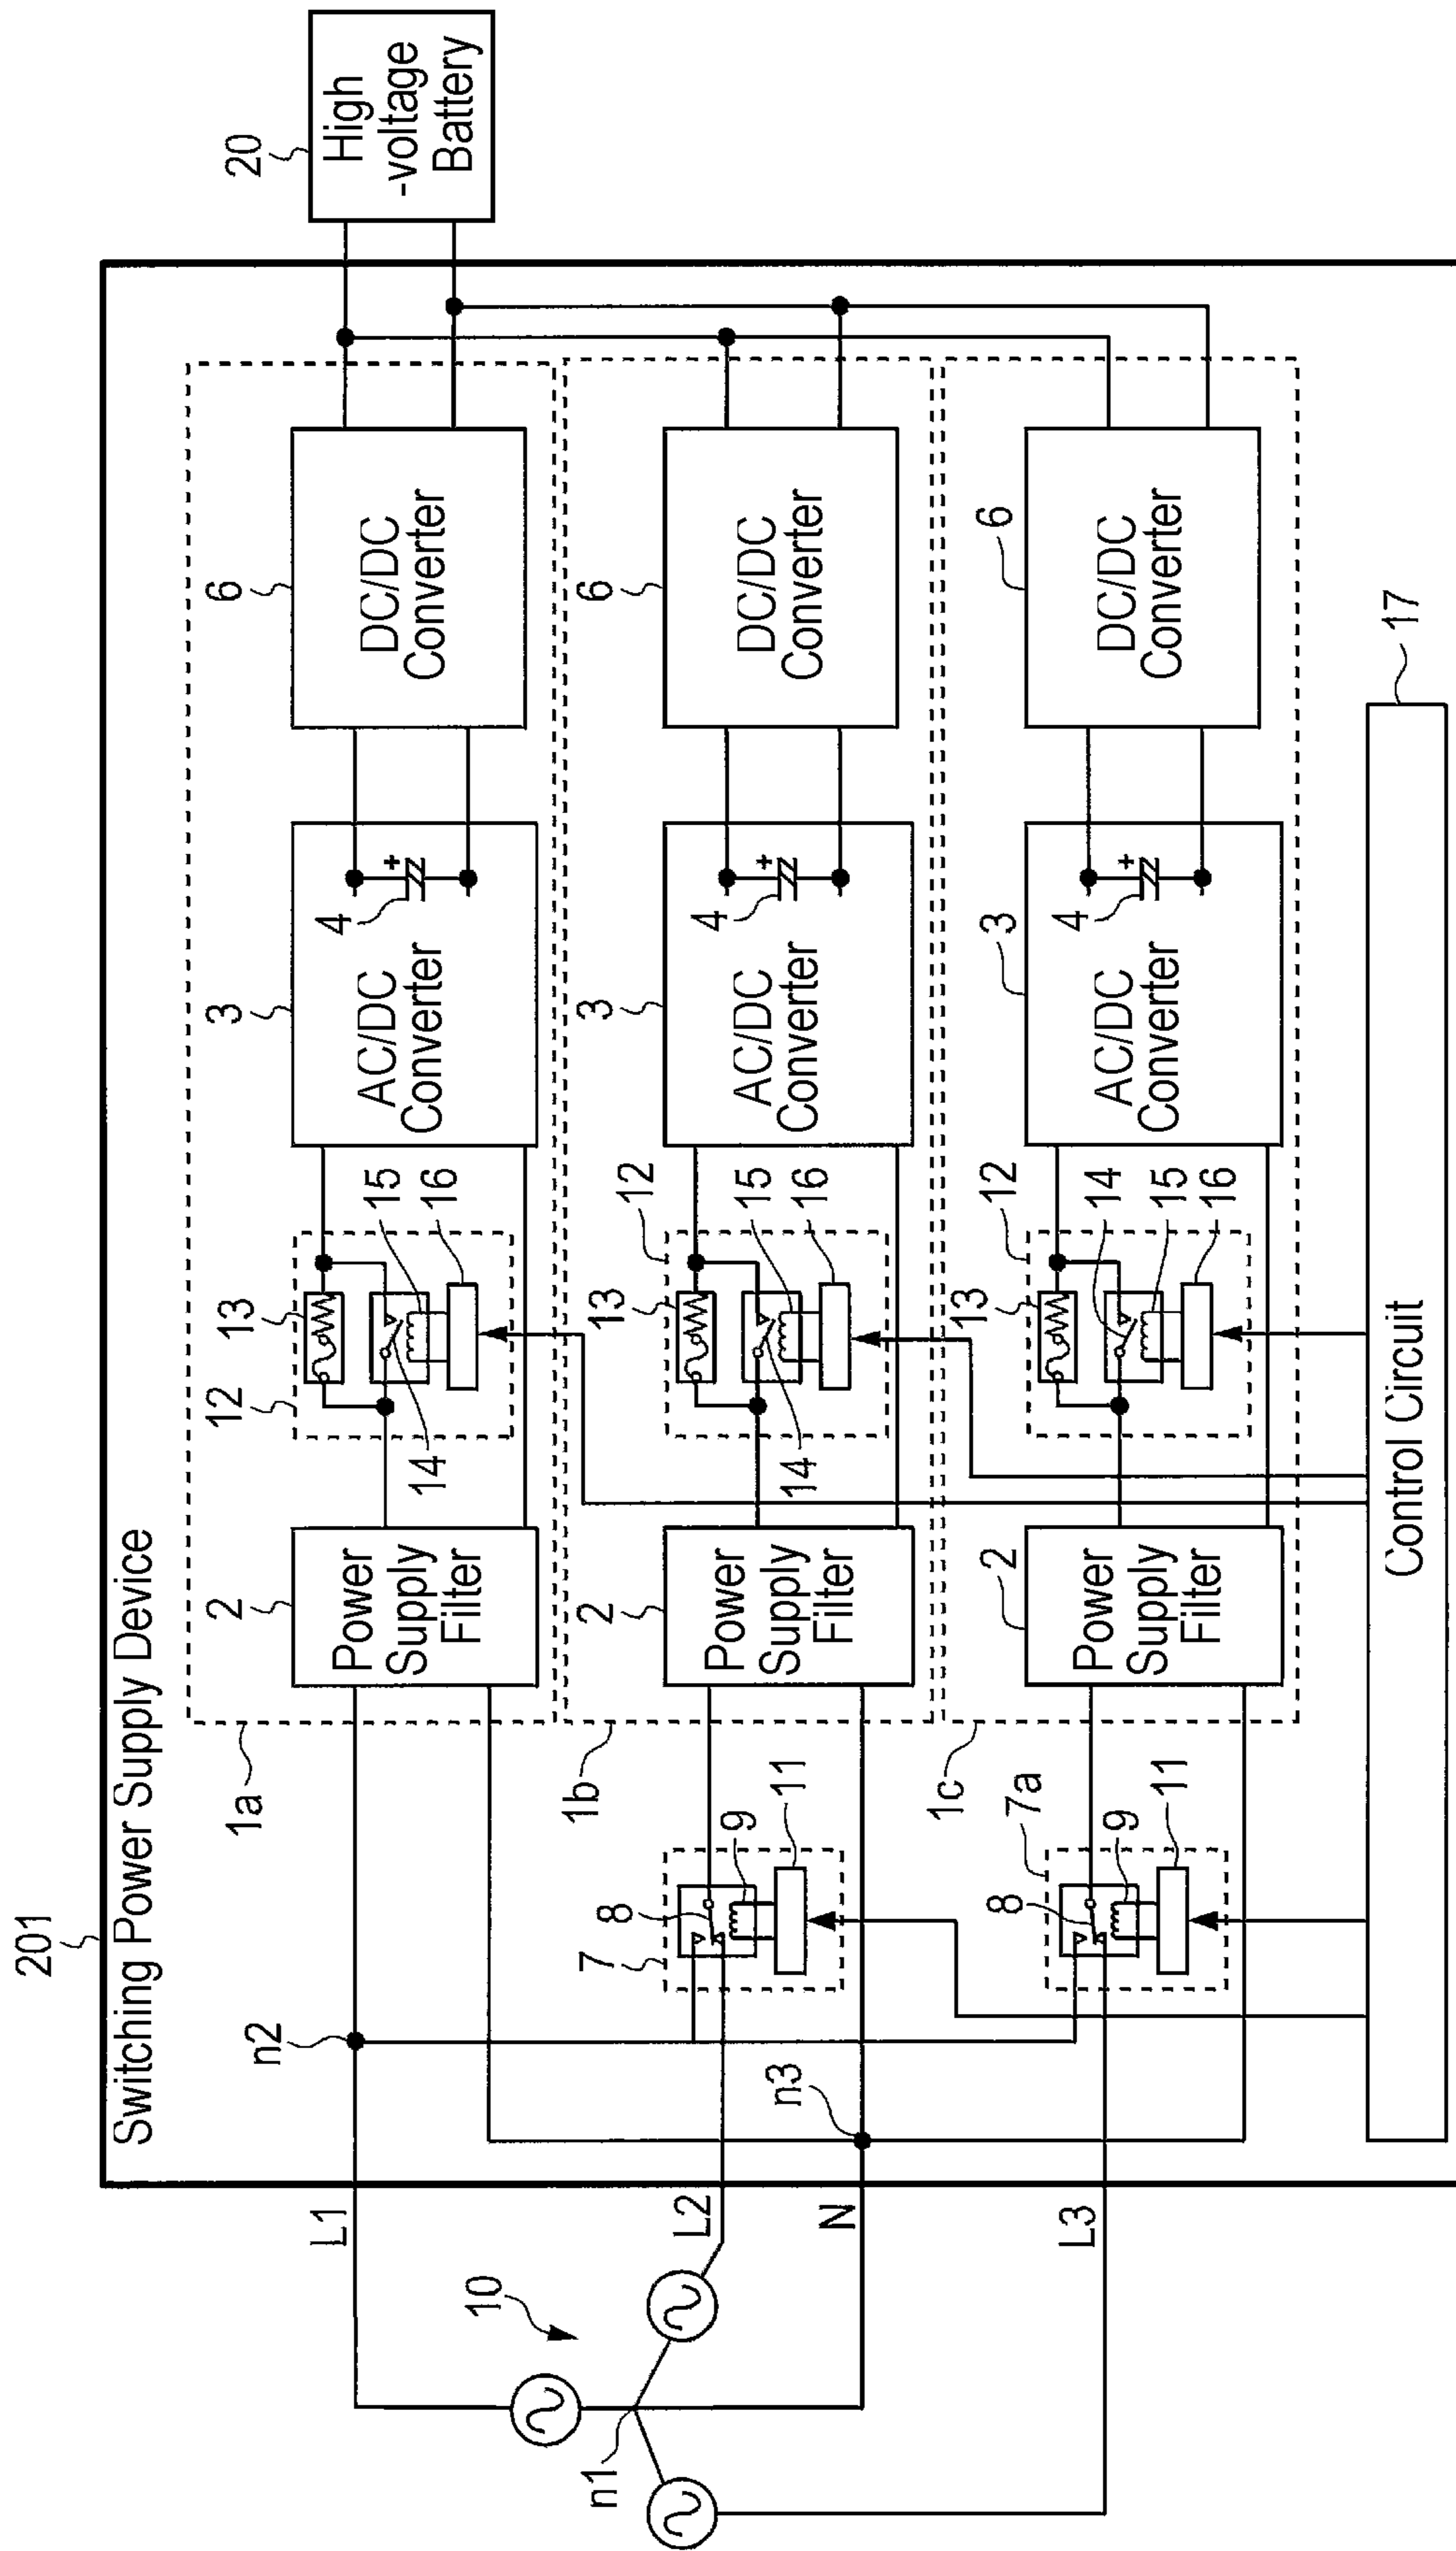 201
Switching Power Supply Device
20
High
-voltage
Battery
1a
2
Power
Supply
Filter
12
13
14
15
16
3
AC/DC
Converter
4
+
6
DC/DC
Converter
1b
2
Power
Supply
Filter
12
13
14
15
16
3
AC/DC
Converter
4
+
6
DC/DC
Converter
1c
2
Power
Supply
Filter
12
13
14
15
16
3
AC/DC
Converter
4
+
6
DC/DC
Converter
7
8
9
11
7a
8
9
11
n2
n3
L1
L2
N
L3
10
n1
17
Control Circuit